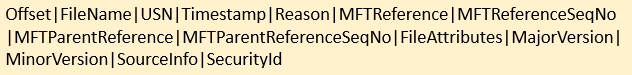 Offset|FileName|USN|Timestamp|Reason|MFTReference|MFTReferenceSeqNo
|MFTParentReference|MFTParentReferenceSeqNo|FileAttributes|MajorVersion|
MinorVersion|SourceInfo|SecurityId